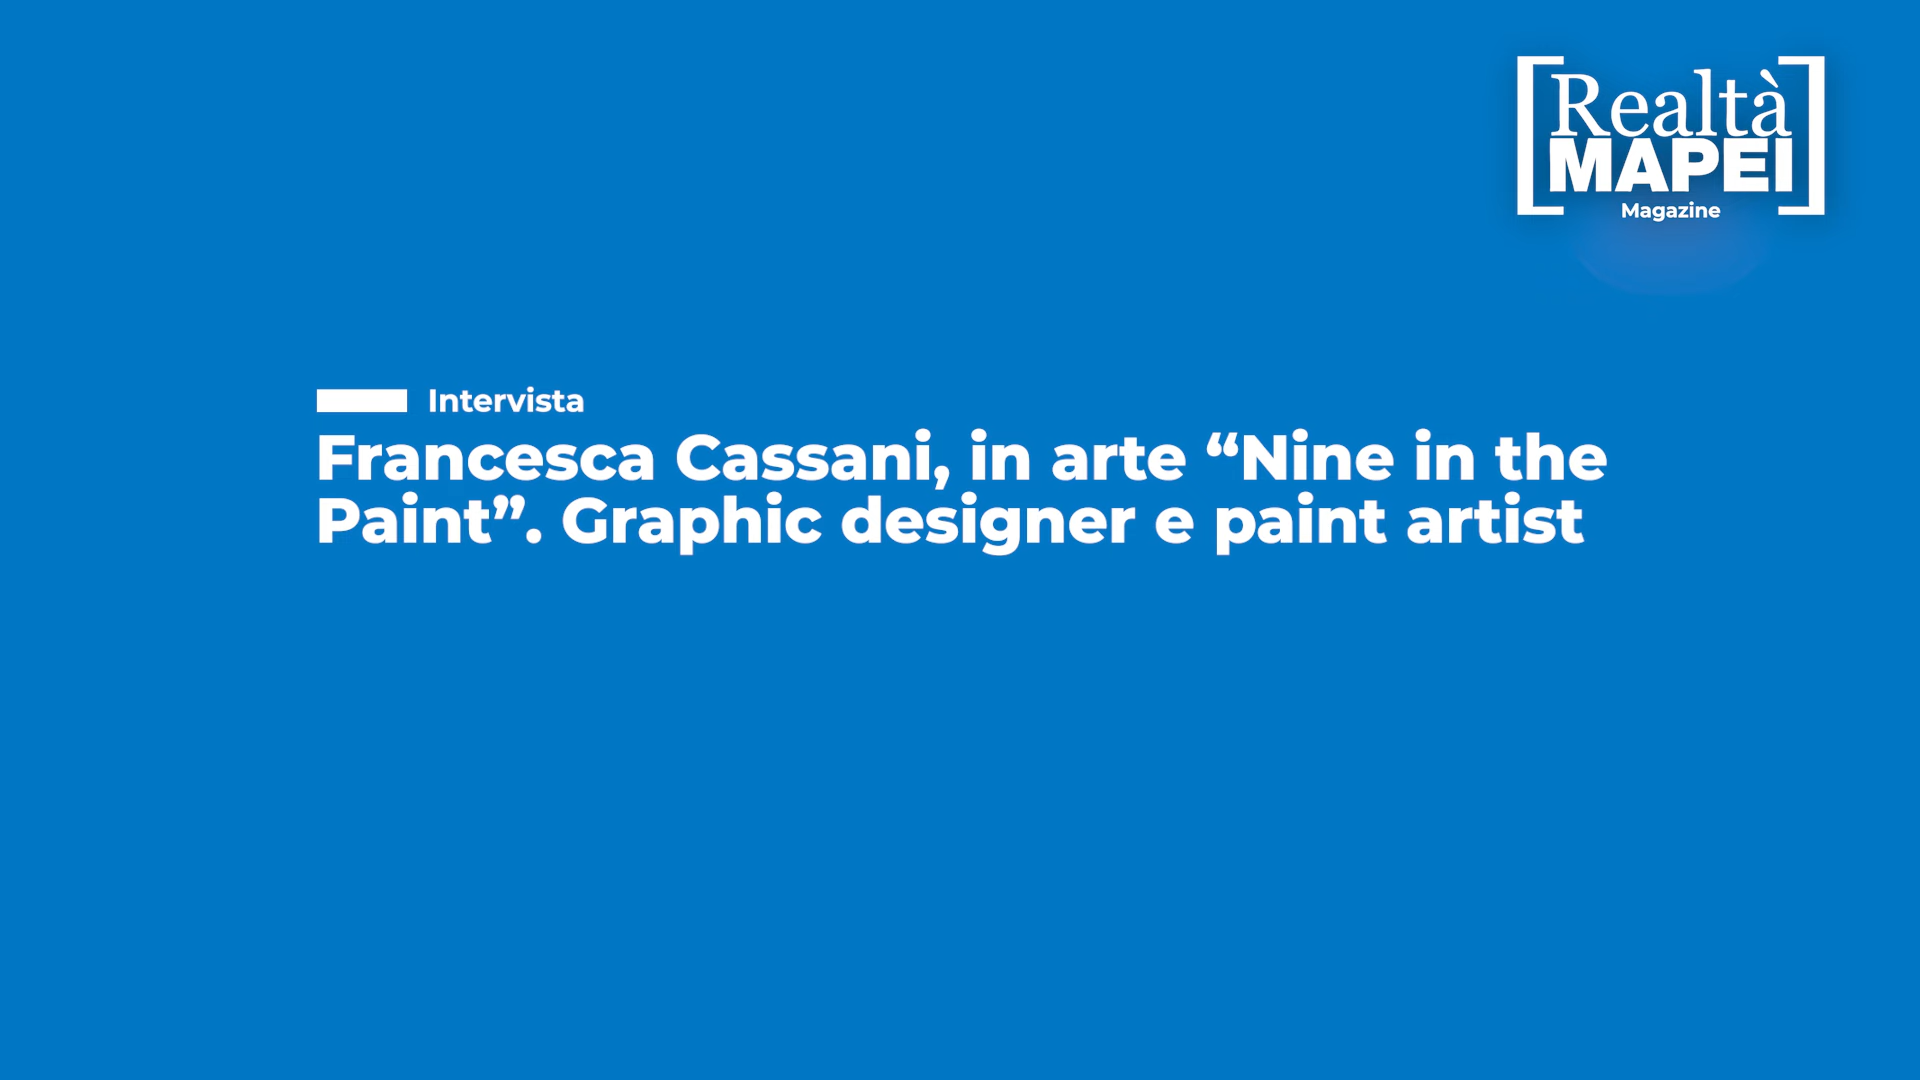 Realtà
MAPEI
Magazine
Intervista
Francesca Cassani, in arte “Nine in the
Paint”. Graphic designer e paint artist